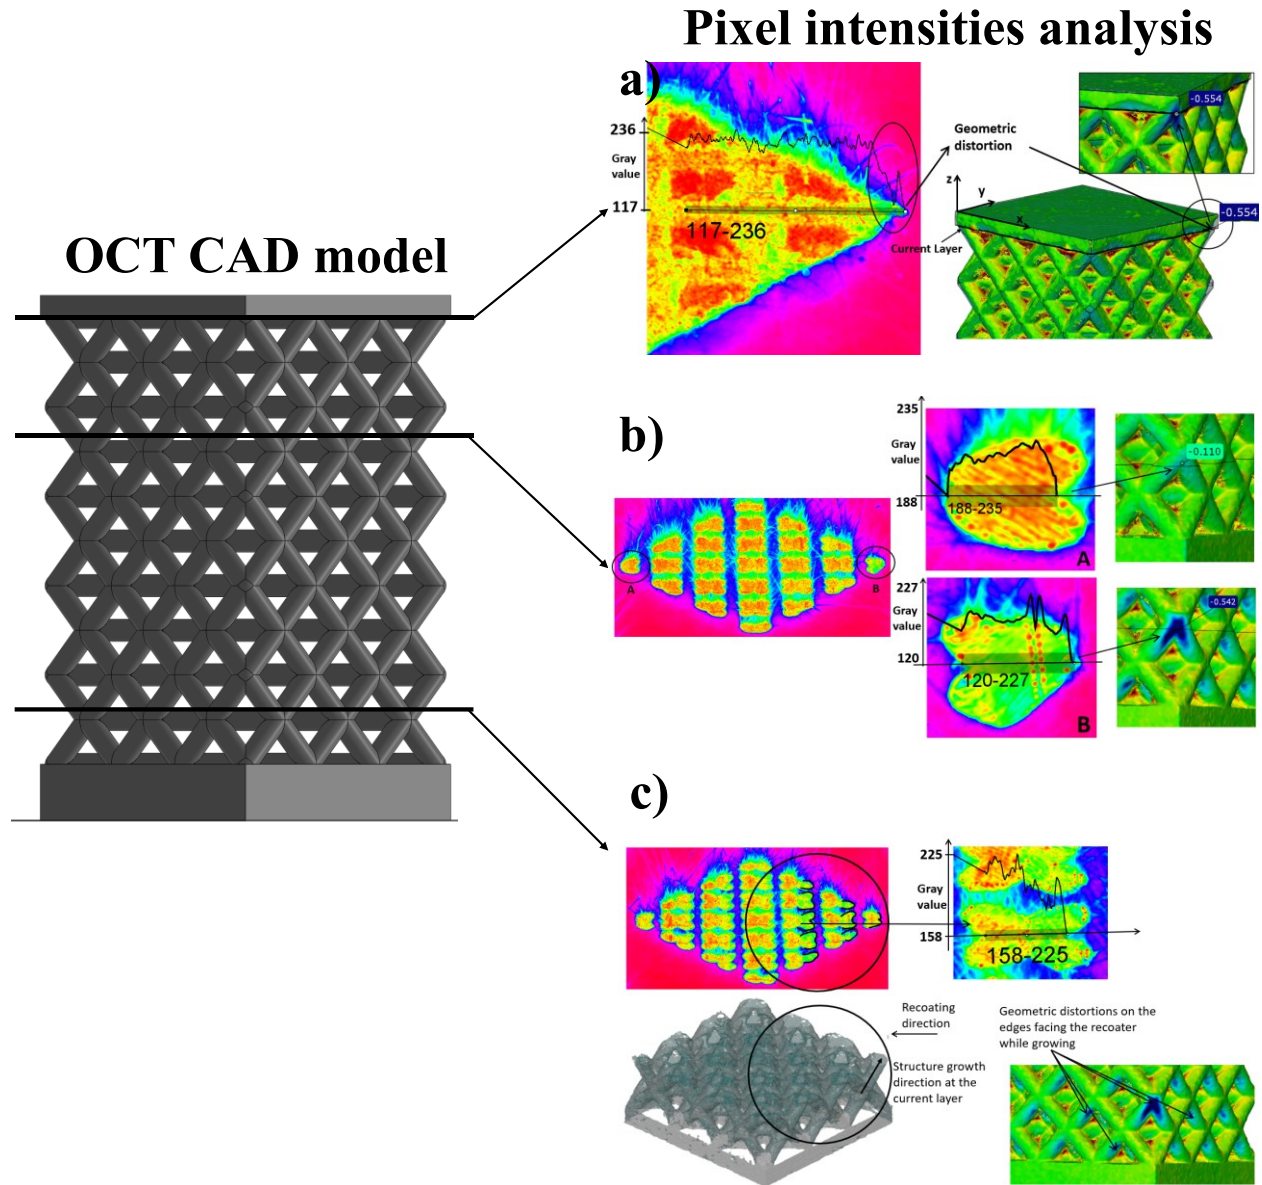 Pixel intensities analysis
OCT CAD model
a)
236
Gray
value
117
117-236
Geometric
distortion
-0.554
z
y
x
-0.554
Current Layer
b)
A
B
235
Gray
value
188
188-235
A
-0.110
227
Gray
value
120
120-227
B
-0.542
c)
225
Gray
value
158
158-225
Recoating
direction
Structure growth
direction at the
current layer
Geometric distortions on the
edges facing the recoater
while growing